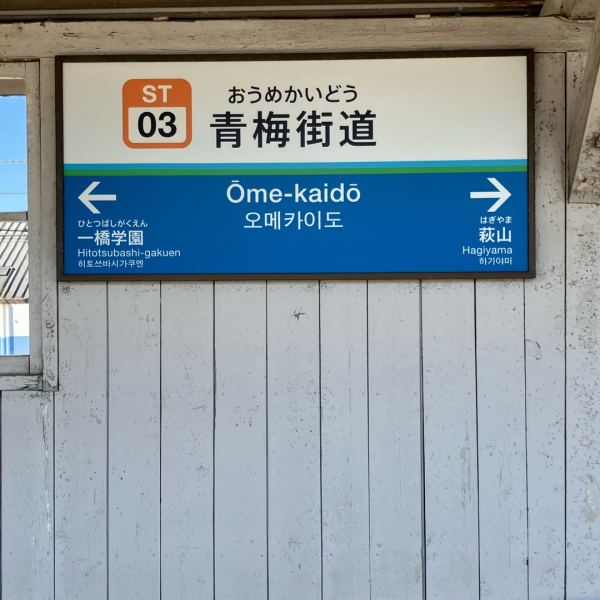 ST
03
おうめかいどう
青梅街道
Ōme-kaidō
오메카이도
ひとつばしがくえん
一橋学園
Hitotsubashi-gakuen
히토쓰바시가쿠엔
はぎやま
萩山
Hagiyama
하기야마